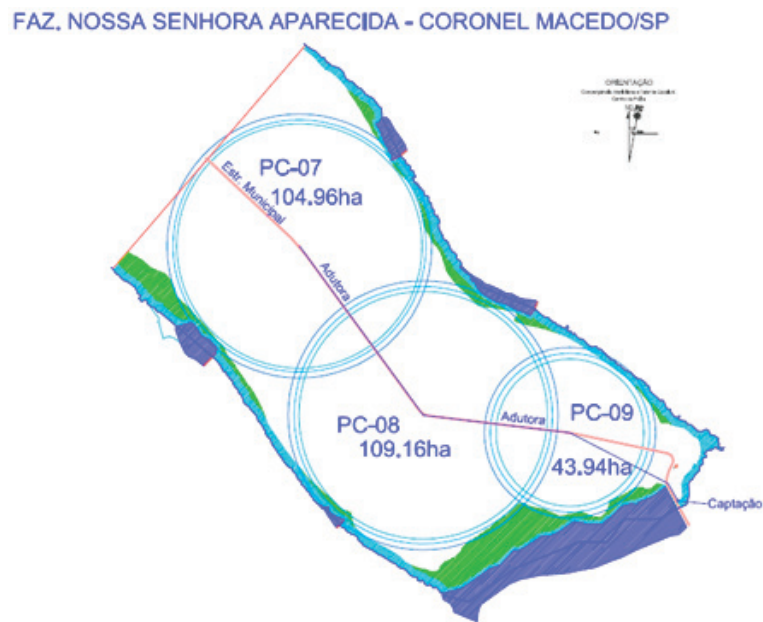 FAZ. NOSSA SENHORA APARECIDA - CORONEL MACEDO/SP
ORIENTAÇÃO
PC-07
104.96ha
Estr. Municipal
Adutora
PC-08
109.16ha
Adutora
PC-09
43.94ha
Captação